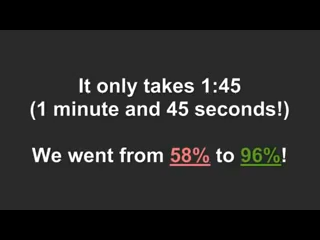 It only takes 1:45
(1 minute and 45 seconds!)
We went from 58% to 96%!